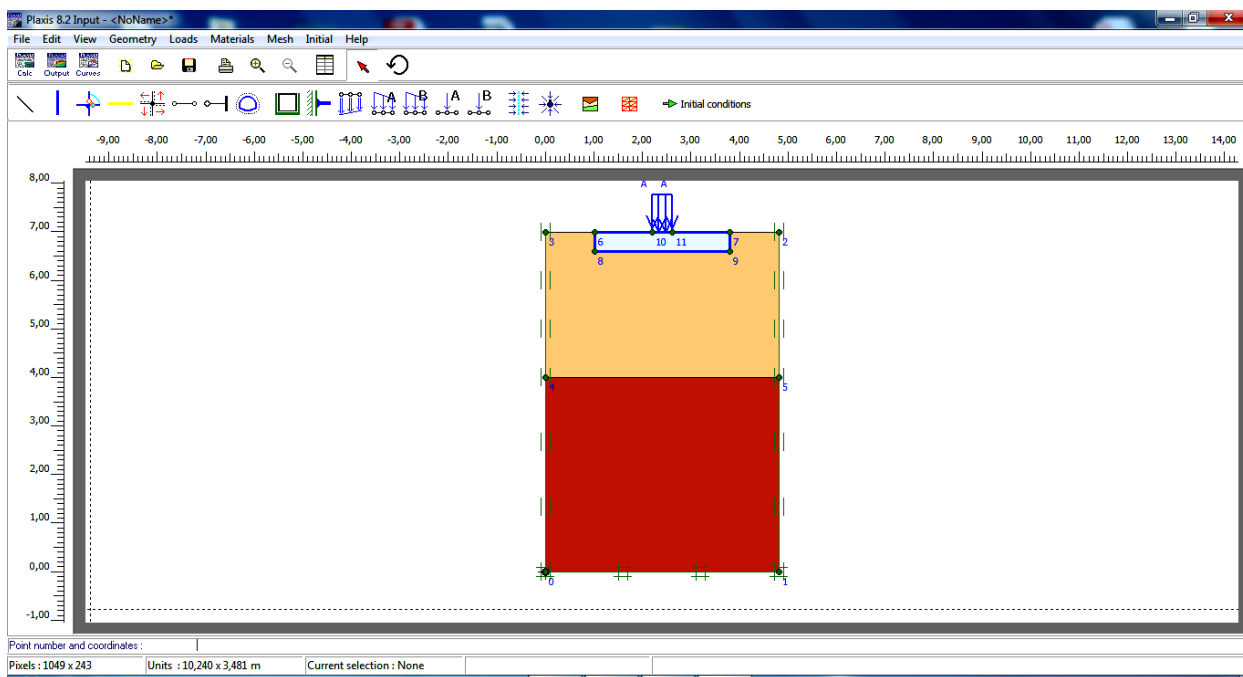 Plaxis 8.2 Input - <NoName>*
File Edit View Geometry Loads Materials Mesh Initial Help
Calc Output Curves
A B A B Initial conditions
-9,00 -8,00 -7,00 -6,00 -5,00 -4,00 -3,00 -2,00 -1,00 0,00 1,00 2,00 3,00 4,00 5,00 6,00 7,00 8,00 9,00 10,00 11,00 12,00 13,00 14,00
8,00
A A
7,00
3 6 10 11 7 2
8 9
6,00
5,00
4,00
4 5
3,00
2,00
1,00
0,00
0 1
-1,00
Point number and coordinates :
Pixels : 1049 x 243 Units : 10,240 x 3,481 m Current selection : None